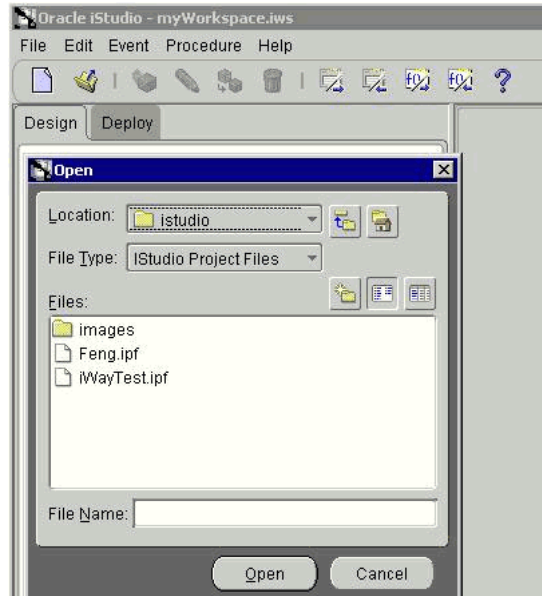 Oracle iStudio - myWorkspace.iws
File Edit Event Procedure Help
Design Deploy
Open
Location: istudio
File Type: IStudio Project Files
Files:
images
Feng.ipf
iWayTest.ipf
File Name:
Open Cancel